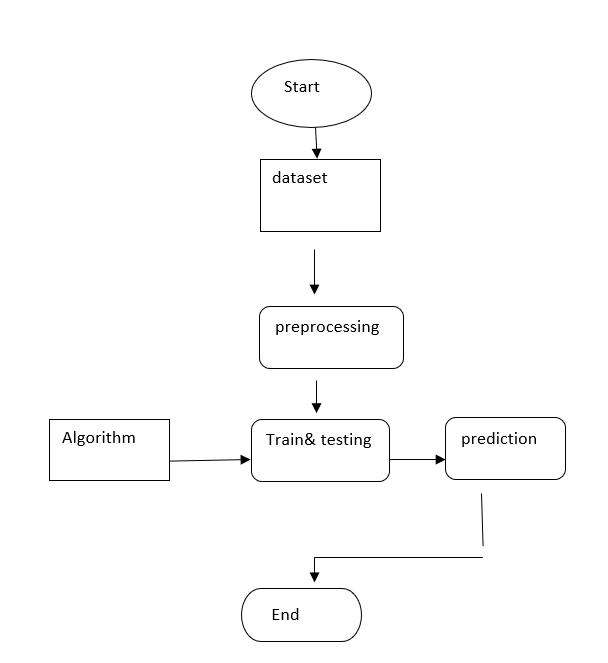 Start
dataset
preprocessing
Algorithm
Train& testing
prediction
End